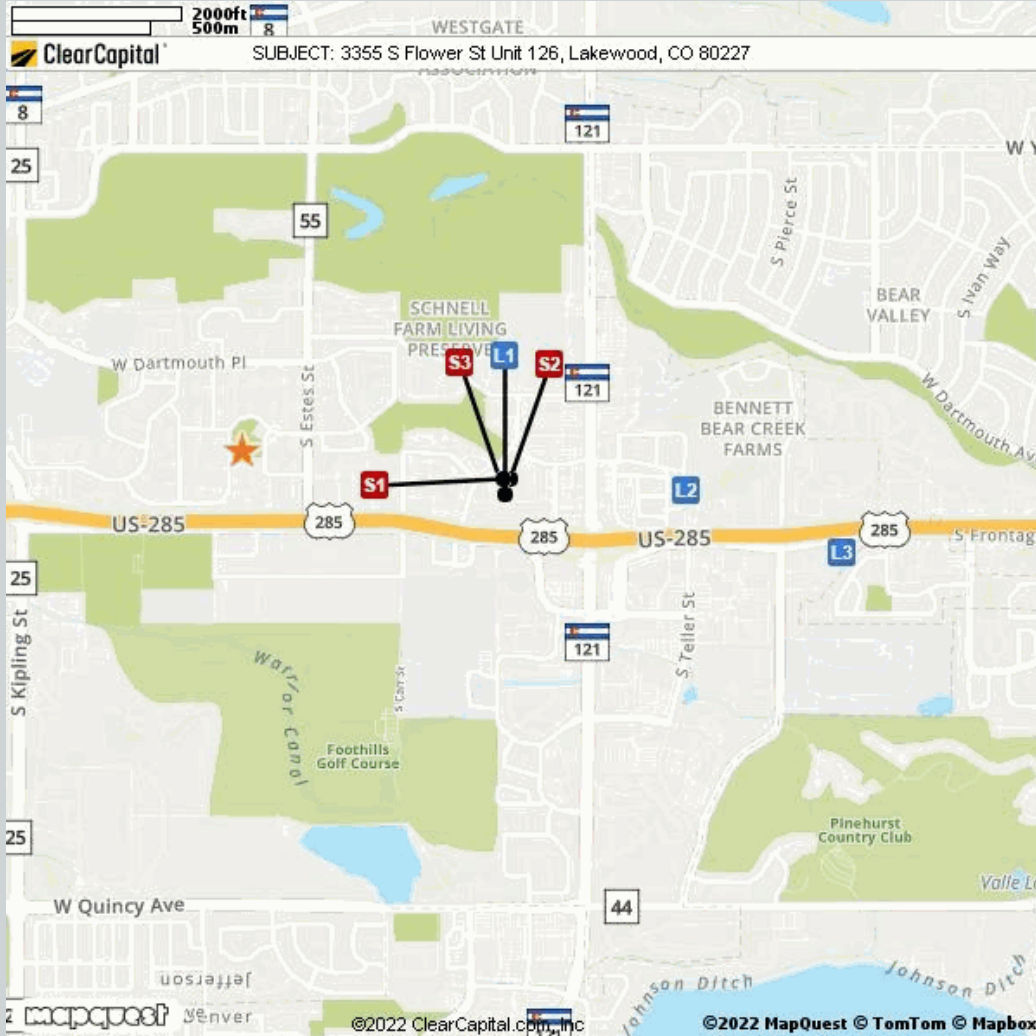 2000ft
500m
8
WESTGATE
ClearCapital
SUBJECT: 3355 S Flower St Unit 126, Lakewood, CO 80227
ASSOCIATION
8
121
25
W Y
55
S Pierce St
S Ivan Way
BEAR
VALLEY
SCHNELL
FARM LIVING
PRESERVE
S3
L1
S2
W Dartmouth Pl
121
S Estes St
W Dartmouth Av
BENNETT
BEAR CREEK
FARMS
S1
L2
US-285
285
285
US-285
285
S Frontag
L3
25
S Kipling St
S Teller St
121
Warrior Canal
S Carr St
Foothills
Golf Course
Pinehurst
Country Club
25
Valle L
W Quincy Ave
44
Jefferson
Johnson Ditch
Johnson Ditch
mapquest
Denver
121
©2022 ClearCapital.com, Inc
©2022 MapQuest © TomTom © Mapbox